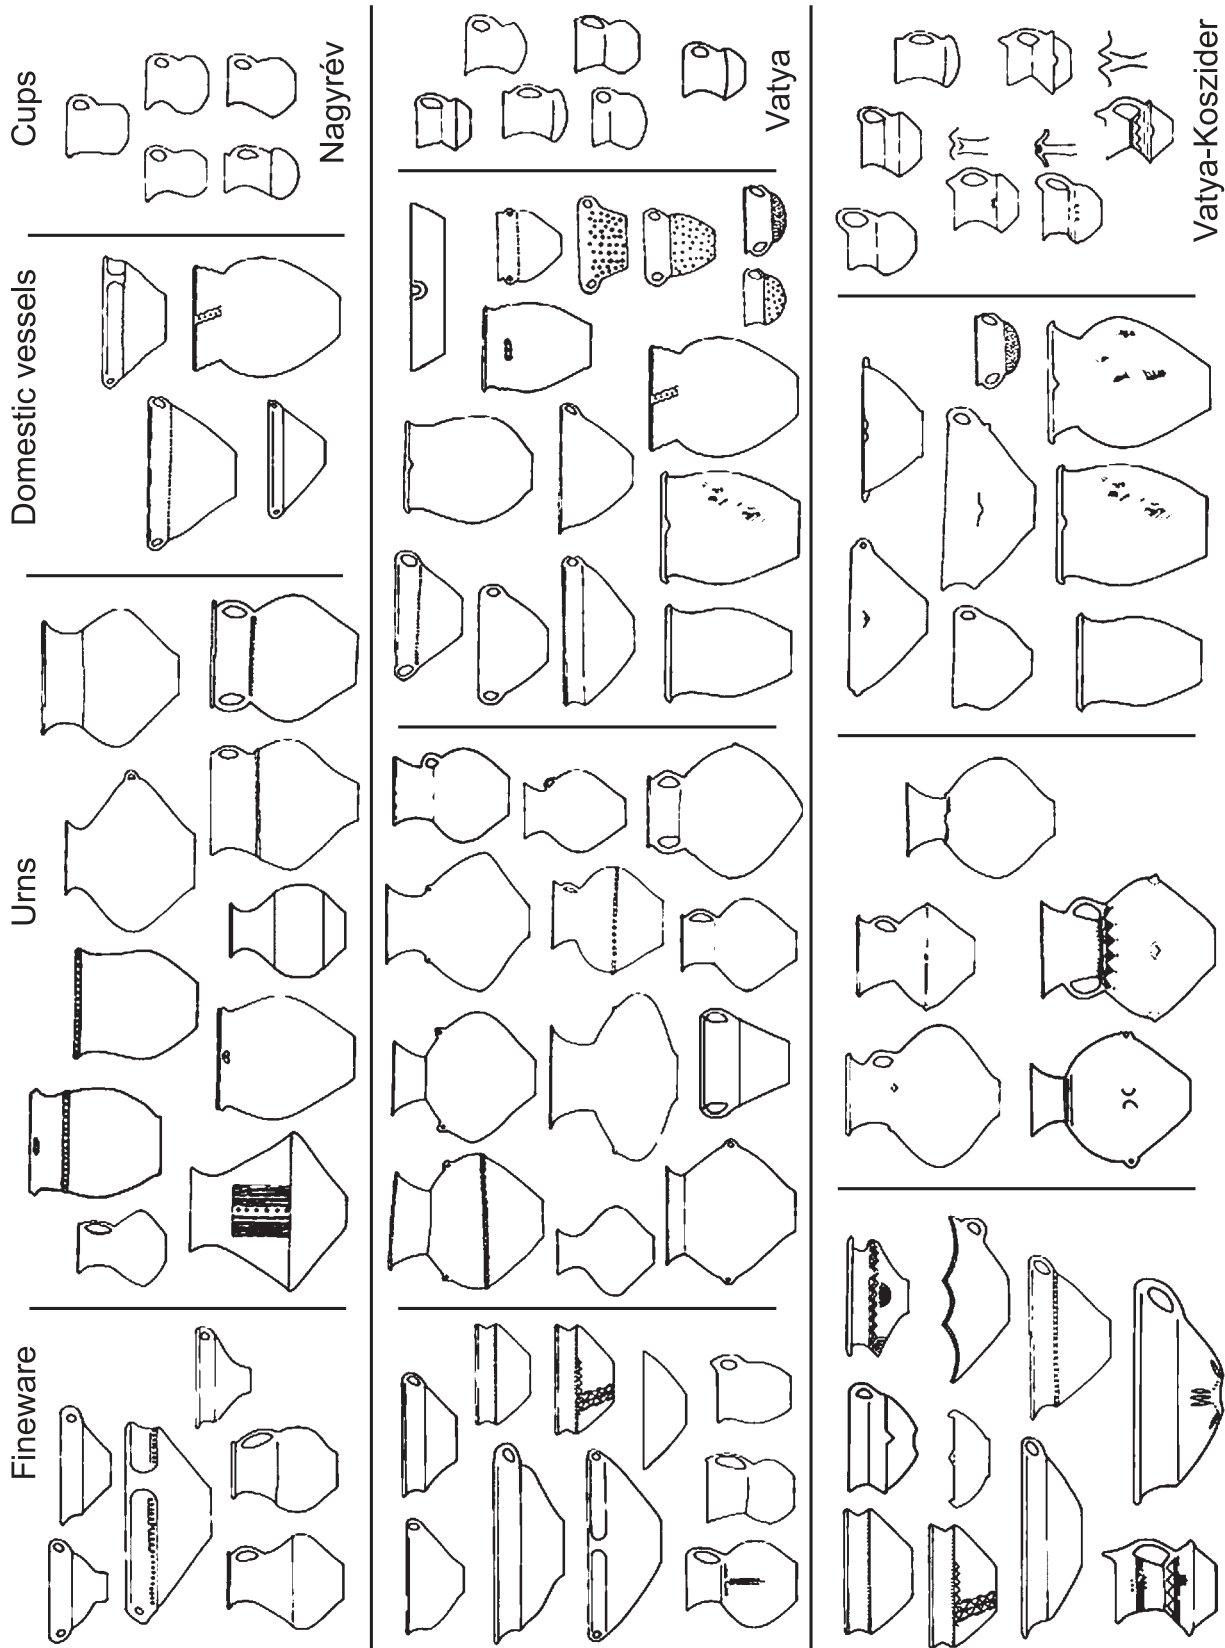 Fineware
Urns
Domestic vessels
Cups
Nagyrév
Vatya
Vatya-Koszider